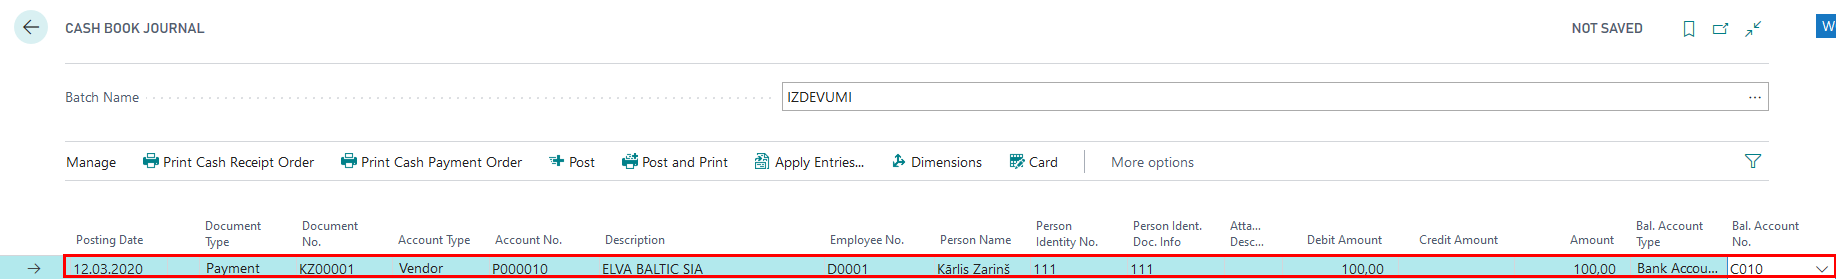 CASH BOOK JOURNAL NOT SAVED W
Batch Name IZDEVUMI ...
Manage Print Cash Receipt Order Print Cash Payment Order Post Post and Print Apply Entries... Dimensions Card More options
Posting Date Document Type Document No. Account Type Account No. Description Employee No. Person Name Person Identity No. Person Ident. Doc. Info Atta... Desc... Debit Amount Credit Amount Amount Bal. Account Type Bal. Account No.
12.03.2020 Payment KZ00001 Vendor P000010 ELVA BALTIC SIA D0001 Kārlis Zariņš 111 111 100,00 100,00 Bank Accou... C010